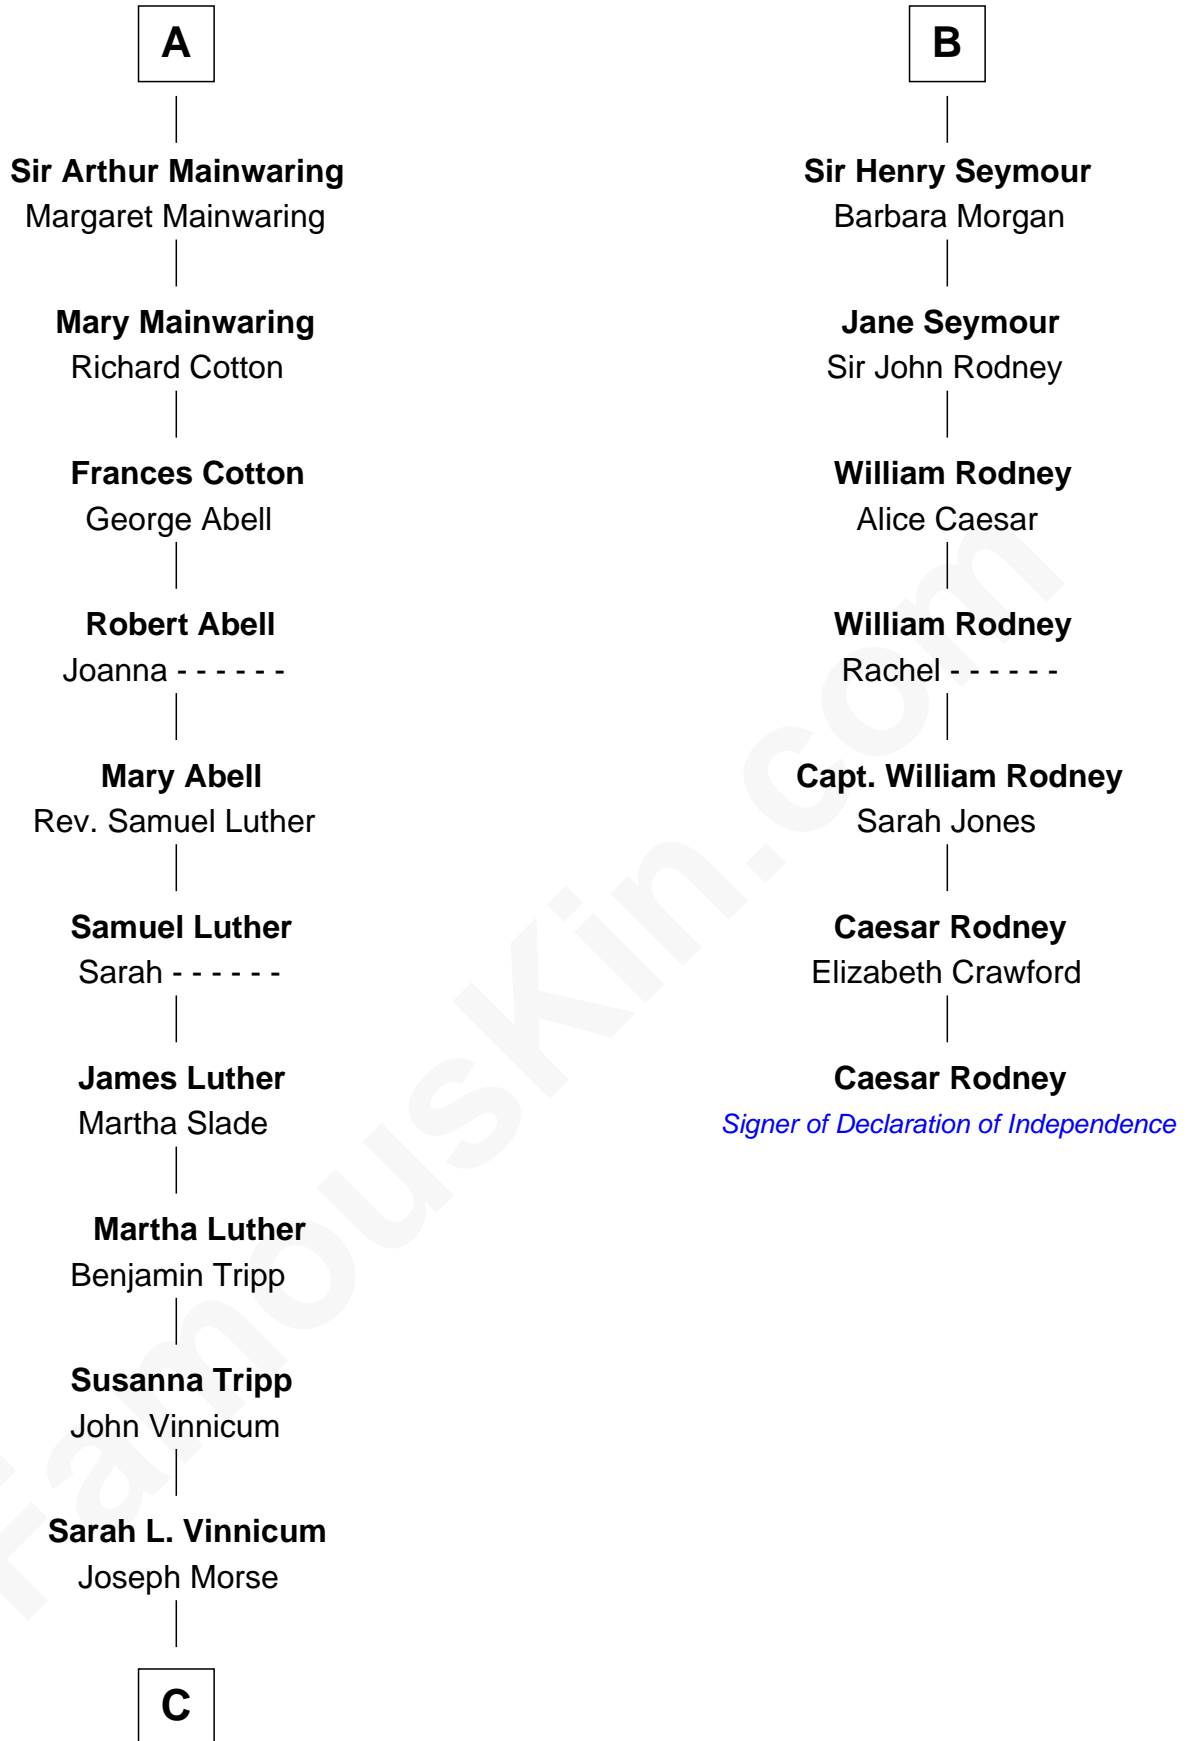 A
Sir Arthur Mainwaring
Margaret Mainwaring
Mary Mainwaring
Richard Cotton
Frances Cotton
George Abell
Robert Abell
Joanna - - - - - -
Mary Abell
Rev. Samuel Luther
Samuel Luther
Sarah - - - - - -
James Luther
Martha Slade
Martha Luther
Benjamin Tripp
Susanna Tripp
John Vinnicum
Sarah L. Vinnicum
Joseph Morse
C
B
Sir Henry Seymour
Barbara Morgan
Jane Seymour
Sir John Rodney
William Rodney
Alice Caesar
William Rodney
Rachel - - - - - -
Capt. William Rodney
Sarah Jones
Caesar Rodney
Elizabeth Crawford
Caesar Rodney
Signer of Declaration of Independence
FamousKin.com